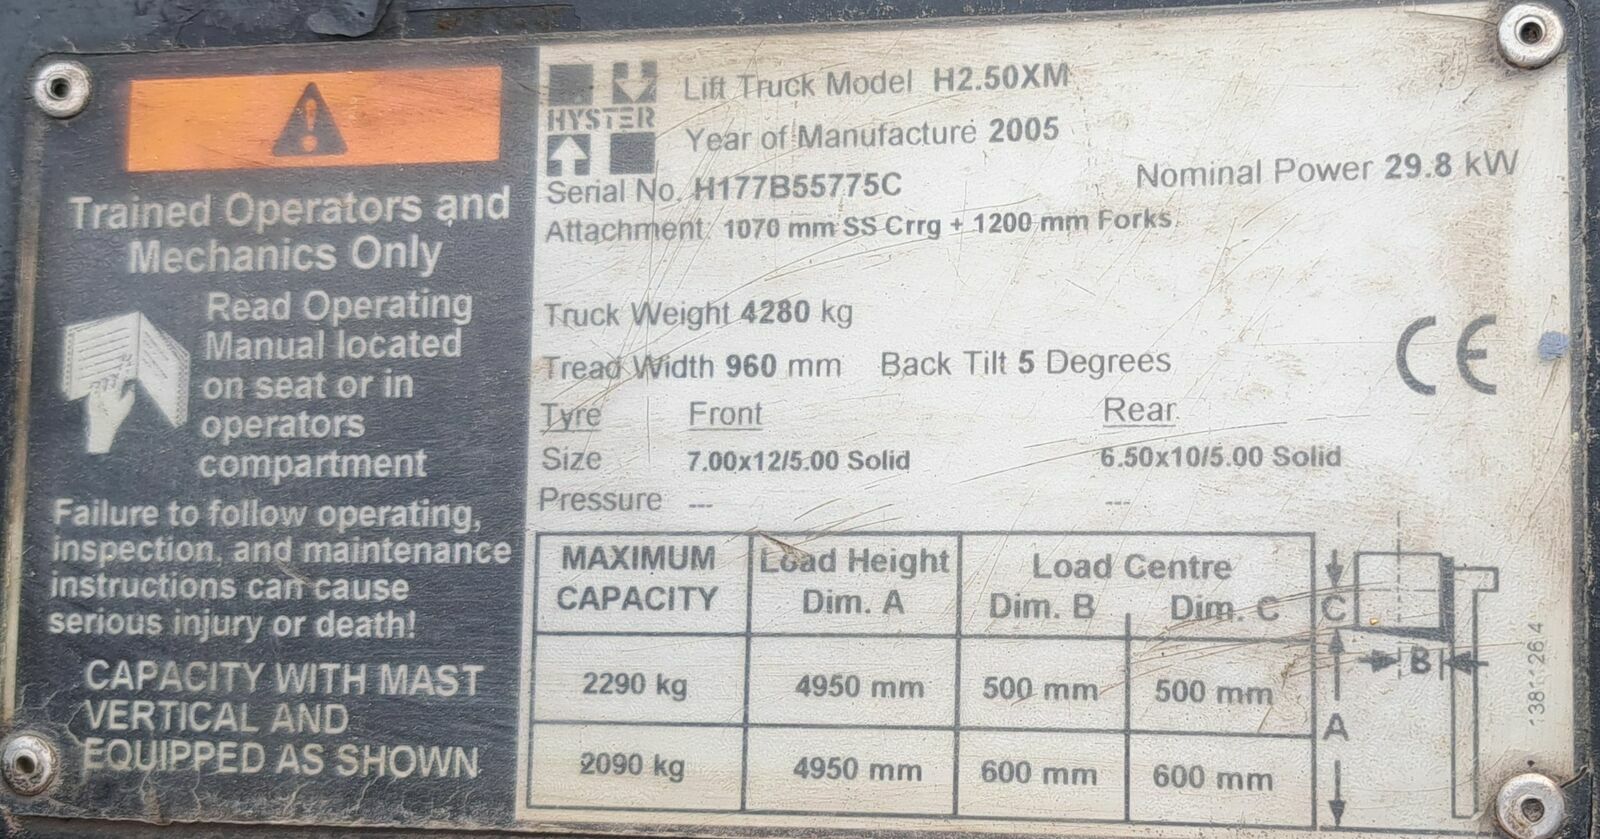 Trained Operators and
Mechanics Only
Read Operating
Manual located
on seat or in
operators
compartment
Failure to follow operating,
inspection, and maintenance
instructions can cause
serious injury or death!
CAPACITY WITH MAST
VERTICAL AND
EQUIPPED AS SHOWN
HYSTER
Lift Truck Model H2.50XM
Year of Manufacture 2005
Serial No. H177B55775C
Nominal Power 29.8 kW
Attachment 1070 mm SS Crrg + 1200 mm Forks.
Truck Weight 4280 kg
Tread Width 960 mm Back Tilt 5 Degrees
CE
Tyre Front Rear
Size 7.00x12/5.00 Solid 6.50x10/5.00 Solid
Pressure --- ---
MAXIMUM CAPACITY Load Height Dim. A Load Centre Dim. B Dim. C
2290 kg 4950 mm 500 mm 500 mm
2090 kg 4950 mm 600 mm 600 mm
C
B
A
1381126 4